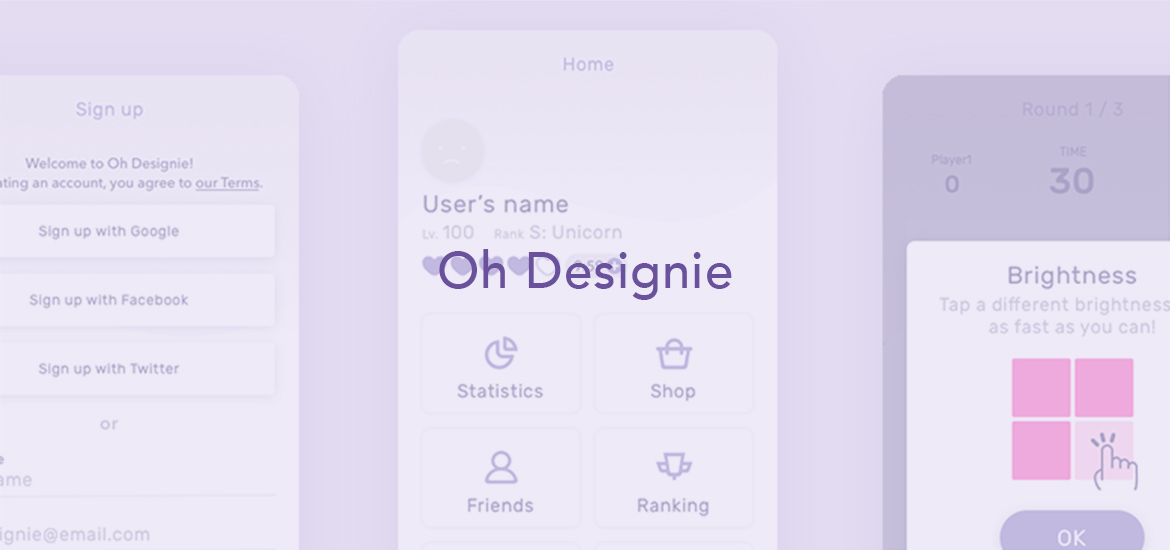 Sign up
Welcome to Oh Designie!
ating an account, you agree to our Terms.
Sign up with Google
Sign up with Facebook
Sign up with Twitter
or
e
ame
ignie@email.com
Home
User's name
Lv. 100 Rank S: Unicorn
Oh Designie
Statistics
Shop
Friends
Ranking
Round 1 / 3
Player1
TIME
0
30
Brightness
Tap a different brightness
as fast as you can!
OK